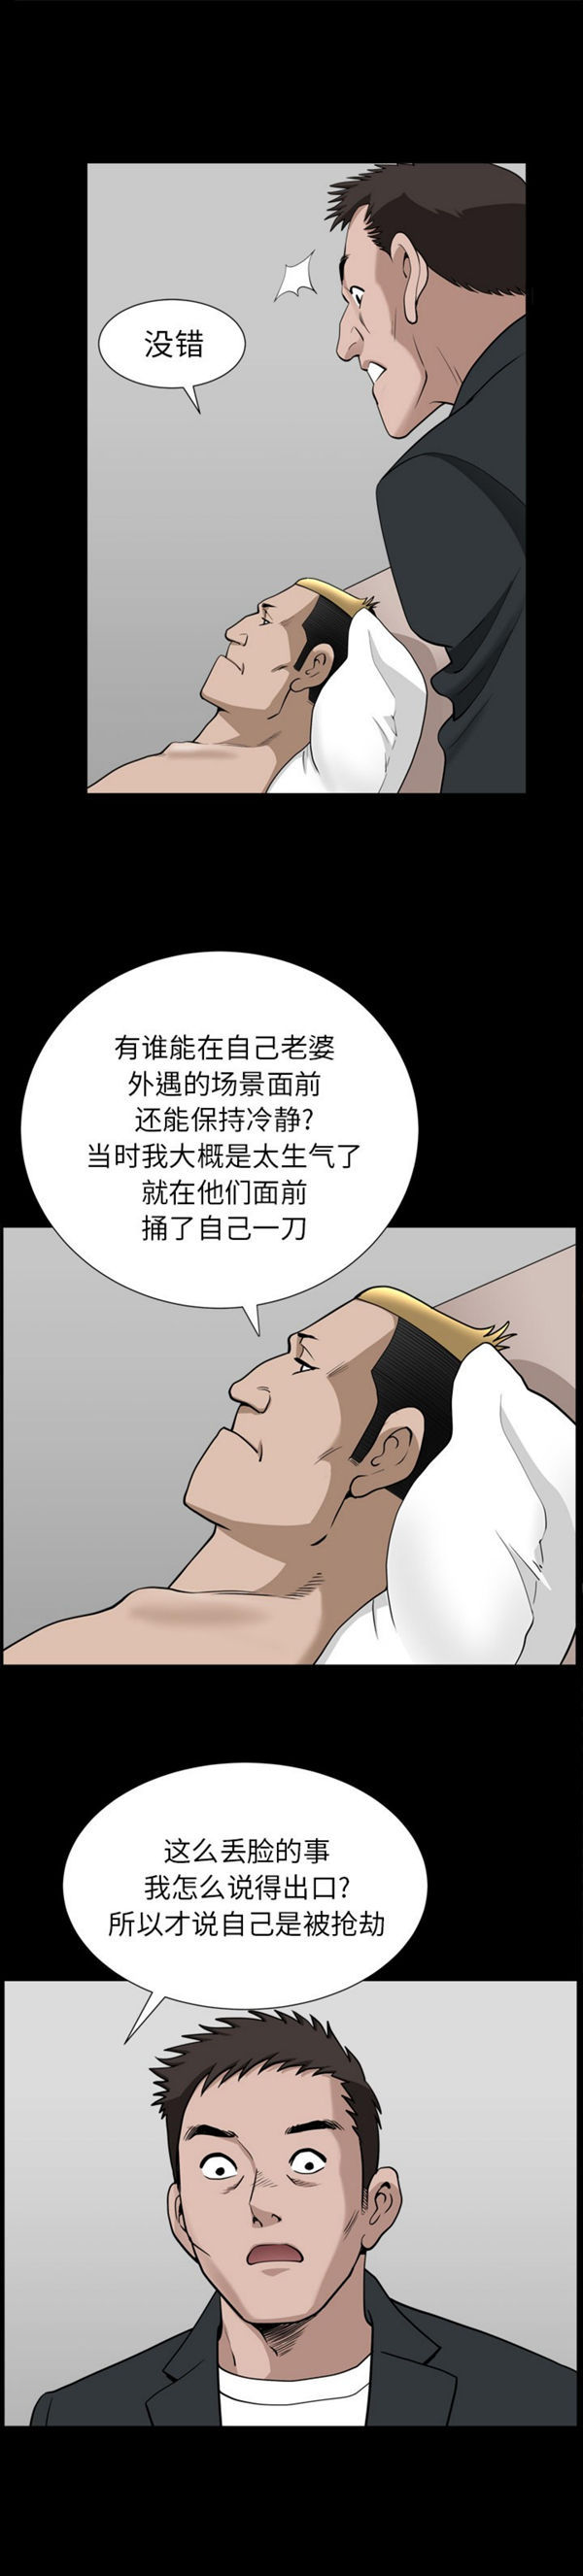 没错
有谁能在自己老婆
外遇的场景面前
还能保持冷静?
当时我大概是太生气了
就在他们面前
捅了自己一刀
这么丢脸的事
我怎么说得出口?
所以才说自己是被抢劫